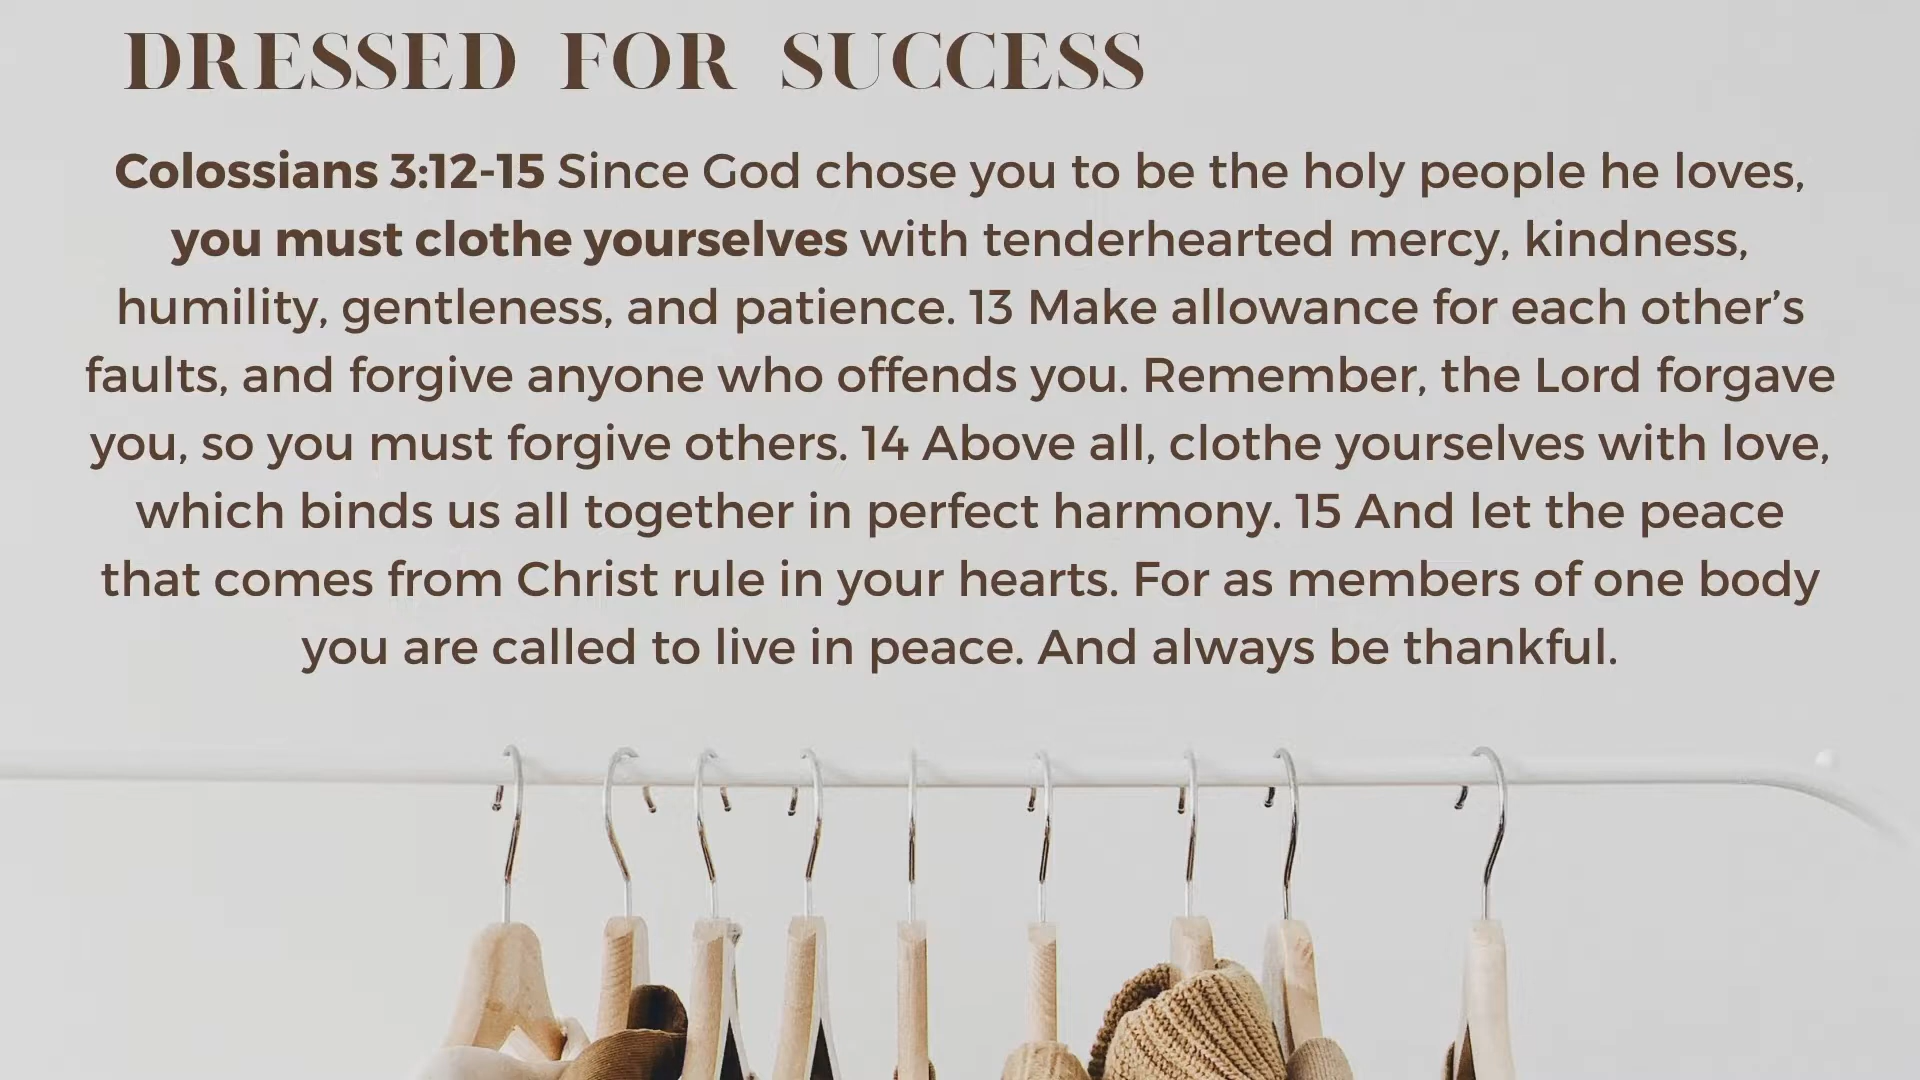 DRESSED FOR SUCCESS
Colossians 3:12-15 Since God chose you to be the holy people he loves,
you must clothe yourselves with tenderhearted mercy, kindness,
humility, gentleness, and patience. 13 Make allowance for each other’s
faults, and forgive anyone who offends you. Remember, the Lord forgave
you, so you must forgive others. 14 Above all, clothe yourselves with love,
which binds us all together in perfect harmony. 15 And let the peace
that comes from Christ rule in your hearts. For as members of one body
you are called to live in peace. And always be thankful.